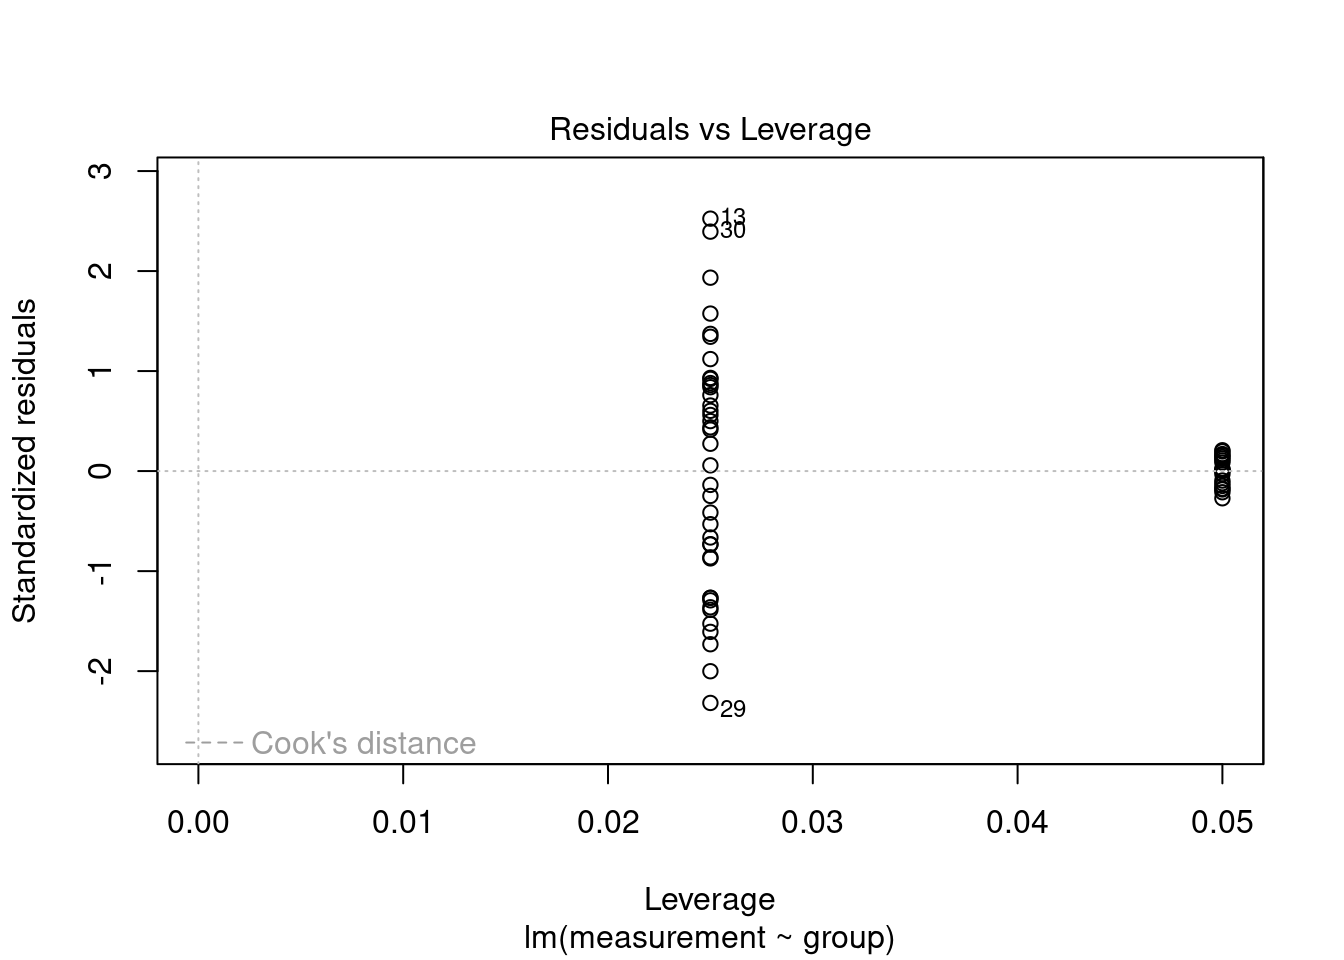 Residuals vs Leverage
Standardized residuals
3
2
1
0
-1
-2
13
30
29
Cook's distance
0.00 0.01 0.02 0.03 0.04 0.05
Leverage
lm(measurement ~ group)